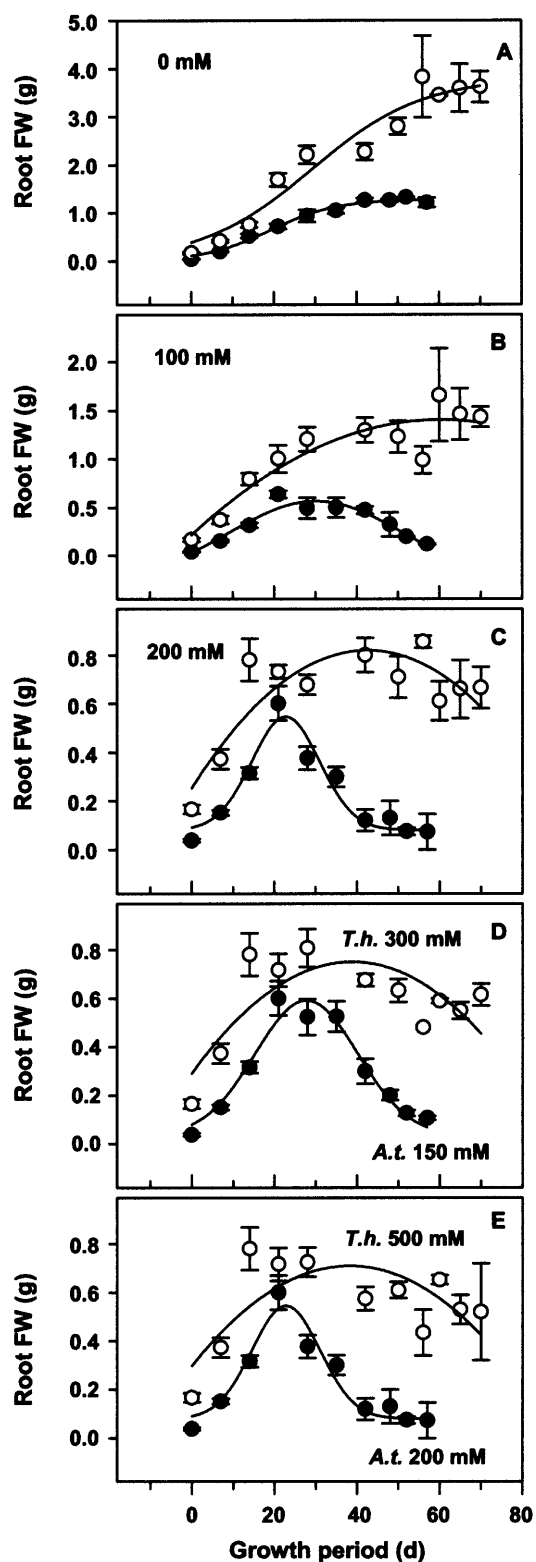 A
0 mM
5.0
4.0
3.0
2.0
1.0
0.0
Root FW (g)
B
100 mM
2.0
1.5
1.0
0.5
0.0
Root FW (g)
C
200 mM
0.8
0.6
0.4
0.2
0.0
Root FW (g)
D
T.h. 300 mM
0.8
0.6
0.4
0.2
0.0
Root FW (g)
A.t. 150 mM
E
T.h. 500 mM
0.8
0.6
0.4
0.2
0.0
Root FW (g)
A.t. 200 mM
0 20 40 60 80
Growth period (d)